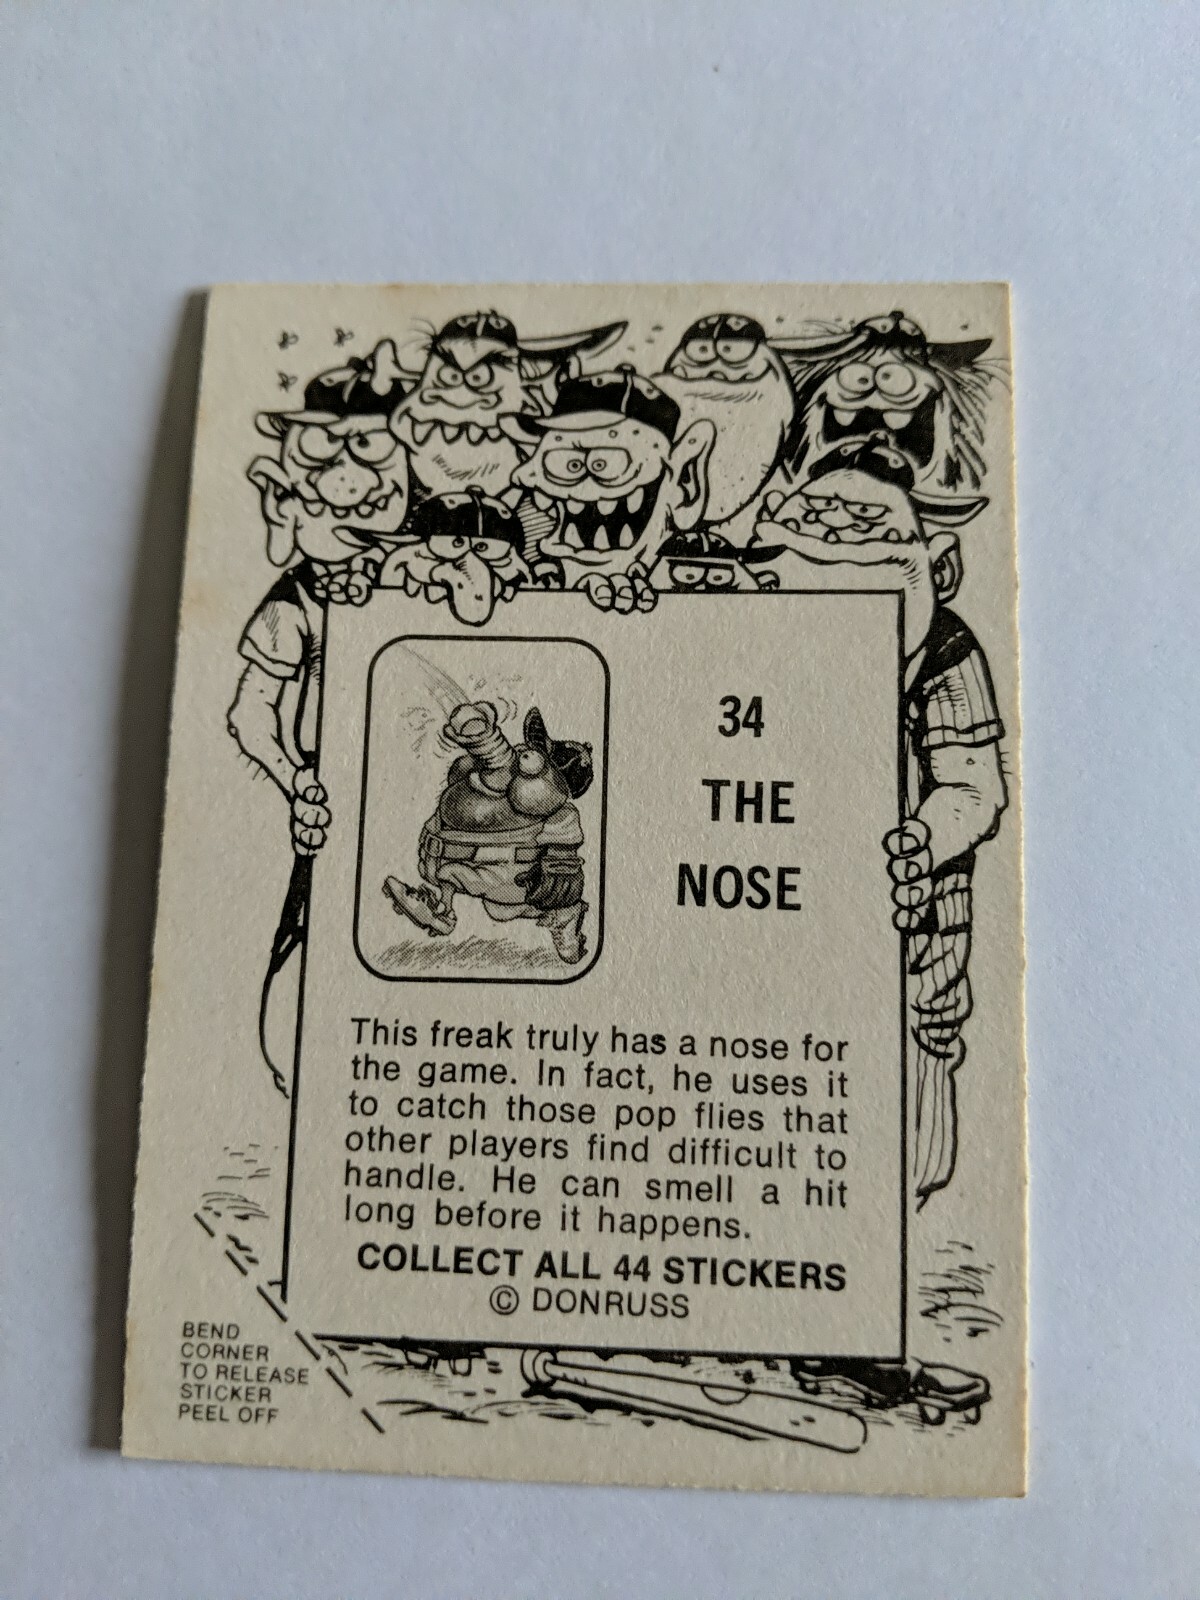 34
THE
NOSE
This freak truly has a nose for
the game. In fact, he uses it
to catch those pop flies that
other players find difficult to
handle. He can smell a hit
long before it happens.
COLLECT ALL 44 STICKERS
© DONRUSS
BEND
CORNER
TO RELEASE
STICKER
PEEL OFF